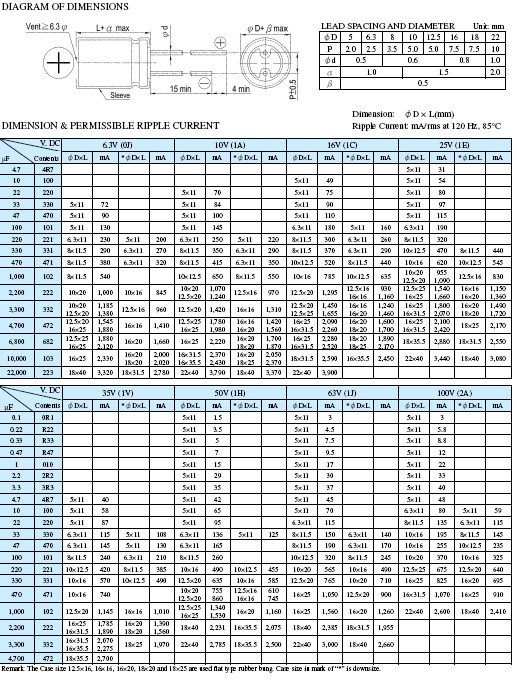 DIAGRAM OF DIMENSIONS
Vent≥6.3φ
L+α max
φD+β max
φd
Sleeve
15 min
4 min
P±0.5
LEAD SPACING AND DIAMETER Unit: mm
φD 5 6.3 8 10 12.5 16 18 22
P 2.0 2.5 3.5 5.0 5.0 7.5 7.5 10
φd 0.5 0.6 0.8 1.0
α 1.0 1.5 2.0
β 0.5
Dimension: φD×L(mm)
DIMENSION & PERMISSIBLE RIPPLE CURRENT
Ripple Current: mA/rms at 120 Hz, 85°C
V. DC 6.3V (0J) 10V (1A) 16V (1C) 25V (1E)
μF Contents φD×L mA *φD×L mA φD×L mA *φD×L mA φD×L mA *φD×L mA φD×L mA *φD×L mA
4.7 4R7 5×11 31
10 100 5×11 49 5×11 54
22 220 5×11 70 5×11 75 5×11 80
33 330 5×11 72 5×11 84 5×11 90 5×11 97
47 470 5×11 90 5×11 100 5×11 110 5×11 115
100 101 5×11 130 5×11 145 6.3×11 180 5×11 160 6.3×11 190
220 221 6.3×11 230 5×11 200 6.3×11 250 5×11 220 8×11.5 300 6.3×11 260 8×11.5 320
330 331 8×11.5 290 6.3×11 270 8×11.5 350 6.3×11 290 8×11.5 370 6.3×11 290 10×12.5 470 8×11.5 440
470 471 8×11.5 380 6.3×11 320 8×11.5 415 6.3×11 350 10×12.5 520 8×11.5 440 10×16 620 10×12.5 545
1,000 102 8×11.5 540 10×12.5 650 8×11.5 550 10×16 785 10×12.5 635 10×20 955 12.5×16 830
12.5×20 1,090
2,200 222 10×20 1,000 10×16 845 10×20 1,070 12.5×16 970 12.5×20 1,295 12.5×16 930 12.5×25 1,540 16×16 1,150
12.5×20 1,240 16×16 1,160 16×25 1,660 16×20 1,360
3,300 332 10×20 1,185 12.5×16 960 12.5×20 1,420 16×16 1,310 12.5×20 1,450 16×16 1,240 16×25 1,800 16×20 1,490
12.5×20 1,380 12.5×25 1,655 16×20 1,460 16×31.5 2,070 18×20 1,720
4,700 472 12.5×20 1,545 16×16 1,410 12.5×25 1,780 16×16 1,420 16×25 2,090 16×20 1,600 16×25 2,100 18×25 2,170
16×25 1,880 16×25 1,980 16×20 1,560 16×31.5 2,260 18×20 1,700 16×31.5 2,420
6,800 682 12.5×25 1,880 16×20 1,660 16×25 2,220 16×20 1,700 16×25 2,280 18×20 1,890 18×35.5 2,880 18×31.5 2,550
16×25 2,120 18×20 1,870 16×31.5 2,520 18×25 2,170
10,000 103 16×25 2,330 16×20 2,000 16×31.5 2,370 16×20 2,050 18×31.5 2,590 16×35.5 2,450 22×40 3,440 18×40 3,080
18×20 2,020 16×35.5 2,430 18×25 2,370
22,000 223 18×40 3,320 18×31.5 2,780 22×40 3,790 18×40 3,370 22×40 3,900
V. DC 35V (1V) 50V (1H) 63V (1J) 100V (2A)
μF Contents φD×L mA *φD×L mA φD×L mA *φD×L mA φD×L mA *φD×L mA φD×L mA *φD×L mA
0.1 0R1 5×11 1.5 5×11 3 5×11 4
0.22 R22 5×11 3.5 5×11 4.5 5×11 5.8
0.33 R33 5×11 5 5×11 7.5 5×11 8.8
0.47 R47 5×11 7 5×11 9.5 5×11 12
1 010 5×11 15 5×11 17 5×11 22
2.2 2R2 5×11 29 5×11 30 5×11 33
3.3 3R3 5×11 35 5×11 37 5×11 40
4.7 4R7 5×11 40 5×11 42 5×11 45 5×11 48
10 100 5×11 58 5×11 65 5×11 68 6.3×11 80 5×11 59
22 220 5×11 87 5×11 95 6.3×11 115 8×11.5 135 6.3×11 115
33 330 6.3×11 115 5×11 108 6.3×11 136 5×11 125 8×11.5 150 6.3×11 140 10×16 195 8×11.5 145
47 470 6.3×11 145 5×11 130 6.3×11 165 8×11.5 190 6.3×11 170 10×16 255 10×12.5 235
100 101 8×11.5 240 6.3×11 210 8×11.5 260 10×12.5 320 8×11.5 245 10×20 370 10×16 325
220 221 10×12.5 420 8×11.5 385 10×16 490 10×12.5 455 10×20 565 10×16 490 12.5×25 675 12.5×20 640
330 331 10×16 570 10×12.5 490 12.5×20 635 10×16 585 12.5×20 765 10×20 710 16×25 825 16×20 695
470 471 10×16 740 10×20 755 12.5×16 610 16×25 1,050 12.5×20 900 16×31.5 1,070 16×25 910
12.5×20 860 16×16 745
1,000 102 12.5×20 1,145 16×16 1,010 12.5×25 1,340 16×20 1,160 16×25 1,560 16×20 1,260 22×40 2,600 18×40 2,410
16×25 1,530
2,200 222 16×25 1,785 16×20 1,390 18×40 2,231 16×35.5 2,075 18×40 2,385 18×31.5 1,955
16×31.5 1,890 18×20 1,560
3,300 332 16×31.5 2,070 18×25 1,970 22×40 2,785 18×35.5 2,500 22×40 3,000 18×40 2,660
16×35.5 2,275
4,700 472 18×35.5 2,700
Remark: The Case size 12.5×16, 16×16, 16×20, 18×20 and 18×25 are used flat type rubber bung. Case size in mark of "*" is downsize.